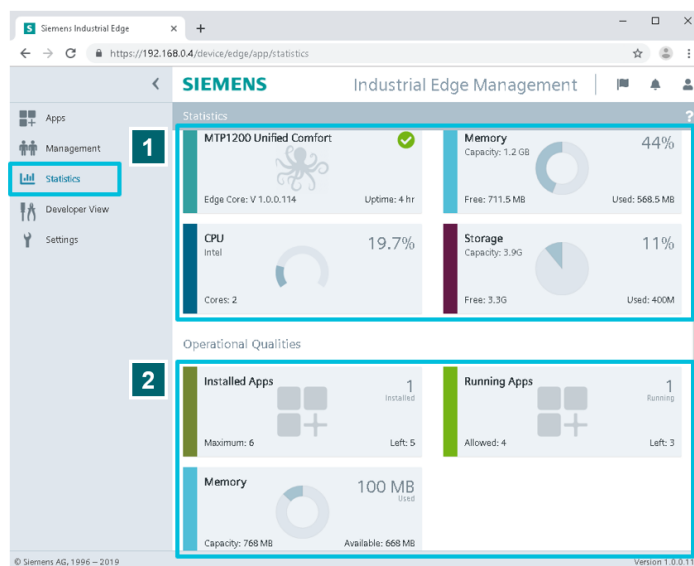 Siemens Industrial Edge
https://192.168.0.4/device/edge/app/statistics
SIEMENS
Industrial Edge Management
Apps
Management
Statistics
Developer View
Settings
Statistics
?
1
MTP1200 Unified Comfort
Edge Core: V 1.0.0.114
Uptime: 4 hr
Memory
44%
Capacity: 1.2 GB
Free: 711.5 MB
Used: 568.5 MB
CPU
19.7%
Intel
Cores: 2
Storage
11%
Capacity: 3.9G
Free: 3.3G
Used: 400M
Operational Qualities
2
Installed Apps
1
Installed
Maximum: 6
Left: 5
Running Apps
1
Running
Allowed: 4
Left: 3
Memory
100 MB
Used
Capacity: 768 MB
Available: 668 MB
© Siemens AG, 1996 – 2019
Version 1.0.0.11